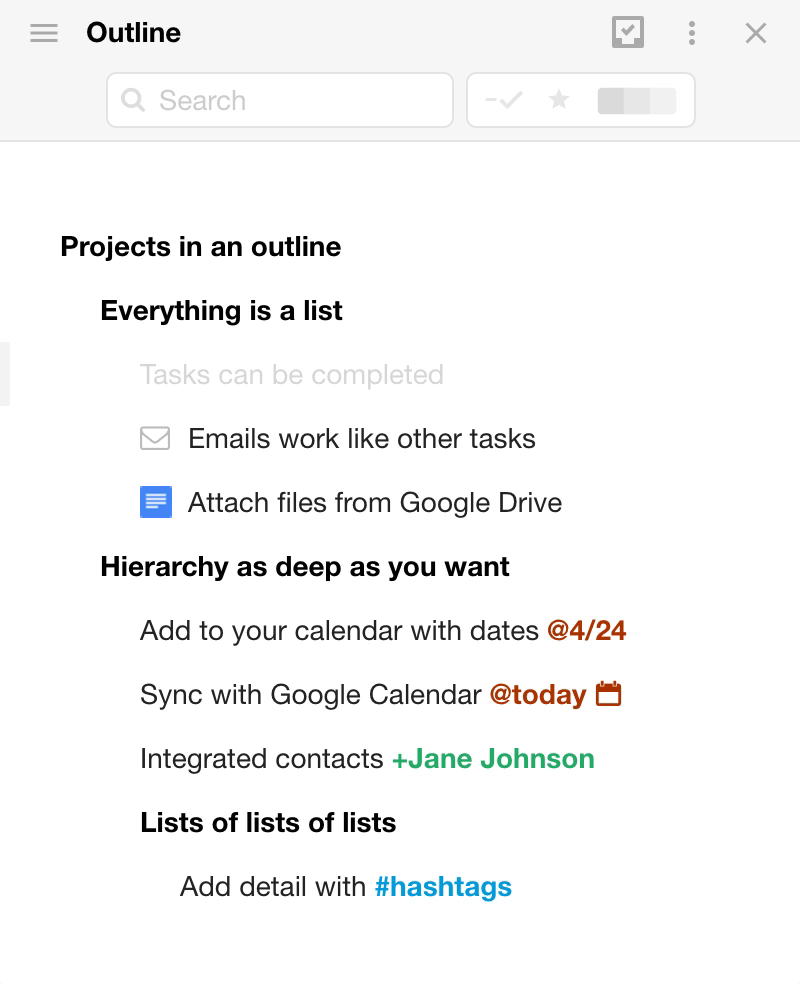 Outline
Search
Projects in an outline
Everything is a list
Tasks can be completed
Emails work like other tasks
Attach files from Google Drive
Hierarchy as deep as you want
Add to your calendar with dates @4/24
Sync with Google Calendar @today
Integrated contacts +Jane Johnson
Lists of lists of lists
Add detail with #hashtags